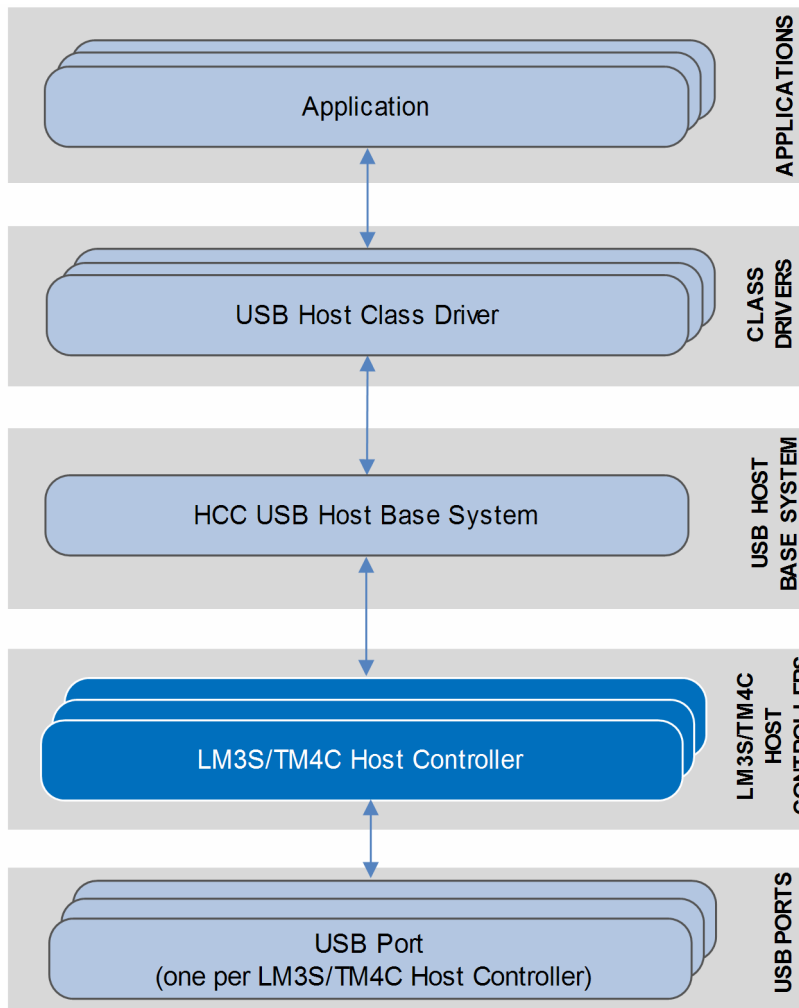 Application
APPLICATIONS
USB Host Class Driver
CLASS
DRIVERS
HCC USB Host Base System
USB HOST
BASE SYSTEM
LM3S/TM4C Host Controller
LM3S/TM4C
HOST
CONTROLLERS
USB Port
(one per LM3S/TM4C Host Controller)
USB PORTS